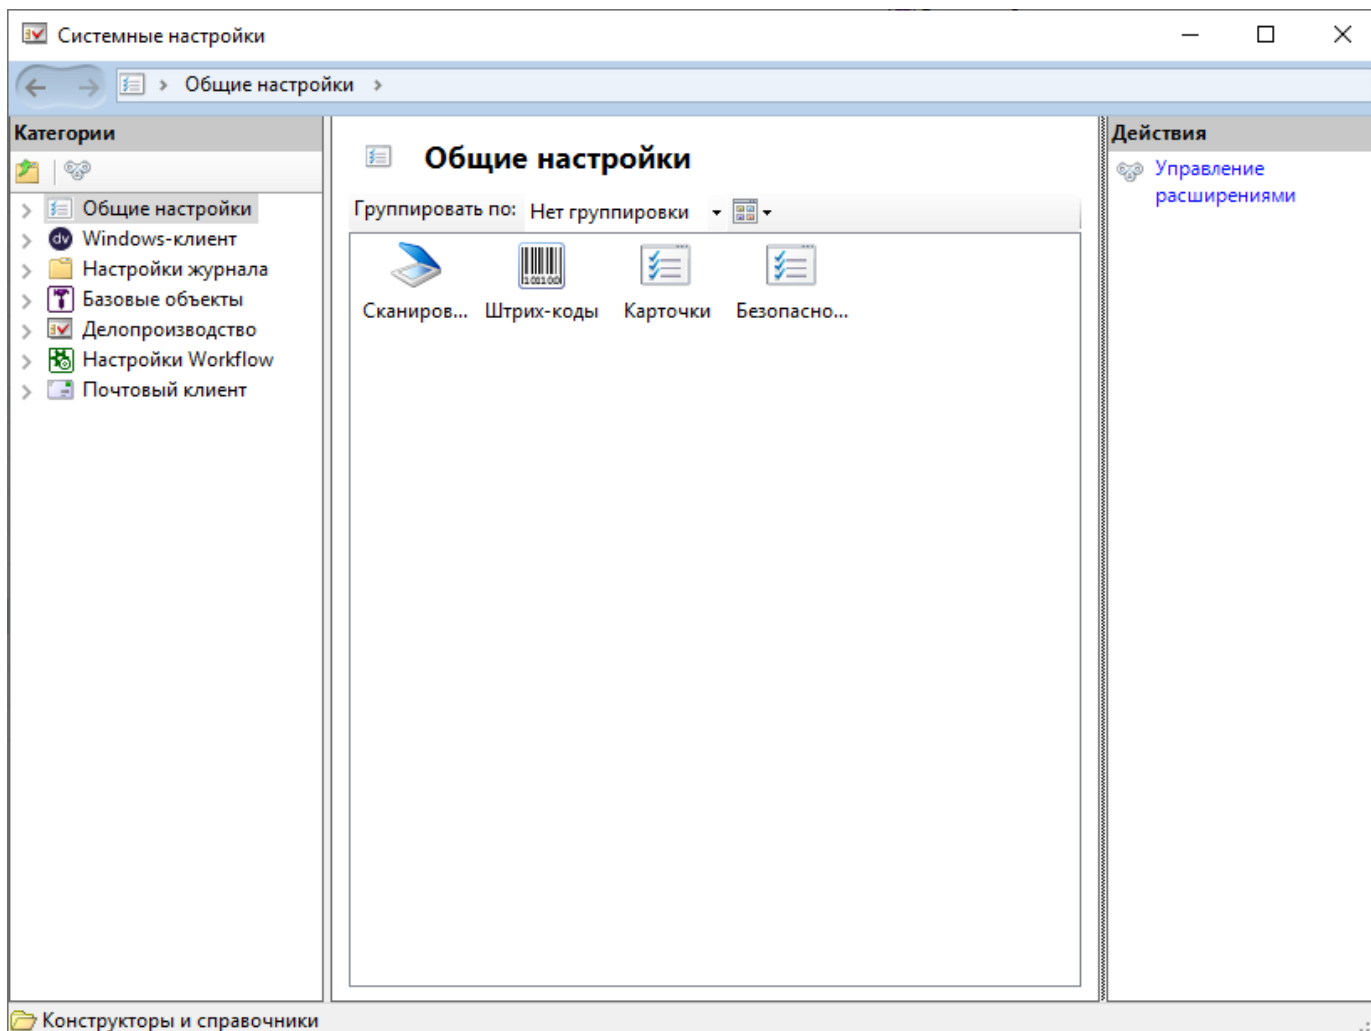 Системные настройки
Общие настройки
Категории
Общие настройки
Windows-клиент
Настройки журнала
Базовые объекты
Делопроизводство
Настройки Workflow
Почтовый клиент
Общие настройки
Группировать по: Нет группировки
Сканиров... Штрих-коды Карточки Безопасно...
Действия
Управление
расширениями
Конструкторы и справочники